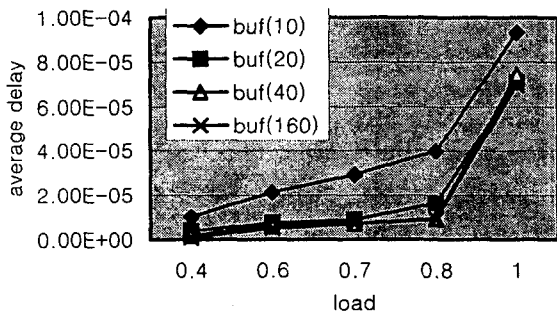 1.00E-04
8.00E-05
6.00E-05
4.00E-05
2.00E-05
0.00E+00
average delay
buf(10)
buf(20)
buf(40)
buf(160)
0.4 0.6 0.7 0.8 1
load